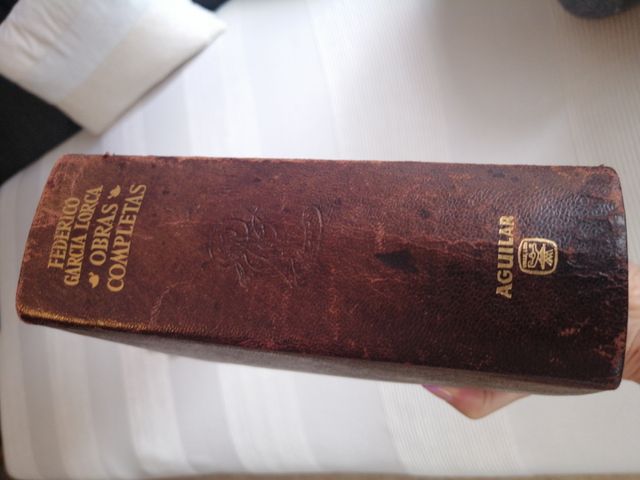 FEDERICO
GARCIA LORCA
OBRAS
COMPLETAS
AGUILAR